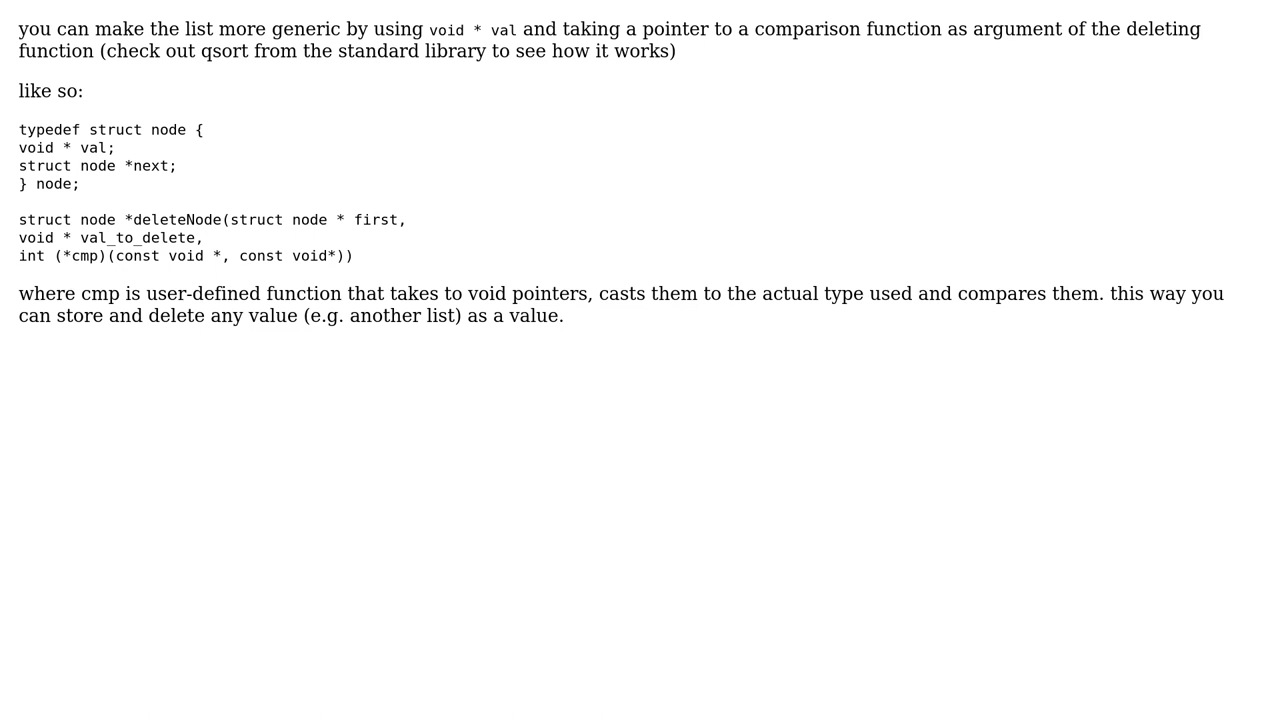 you can make the list more generic by using void * val and taking a pointer to a comparison function as argument of the deleting
function (check out qsort from the standard library to see how it works)
like so:
typedef struct node {
void * val;
struct node *next;
} node;
struct node *deleteNode(struct node * first,
void * val_to_delete,
int (*cmp)(const void *, const void*))
where cmp is user-defined function that takes to void pointers, casts them to the actual type used and compares them. this way you
can store and delete any value (e.g. another list) as a value.